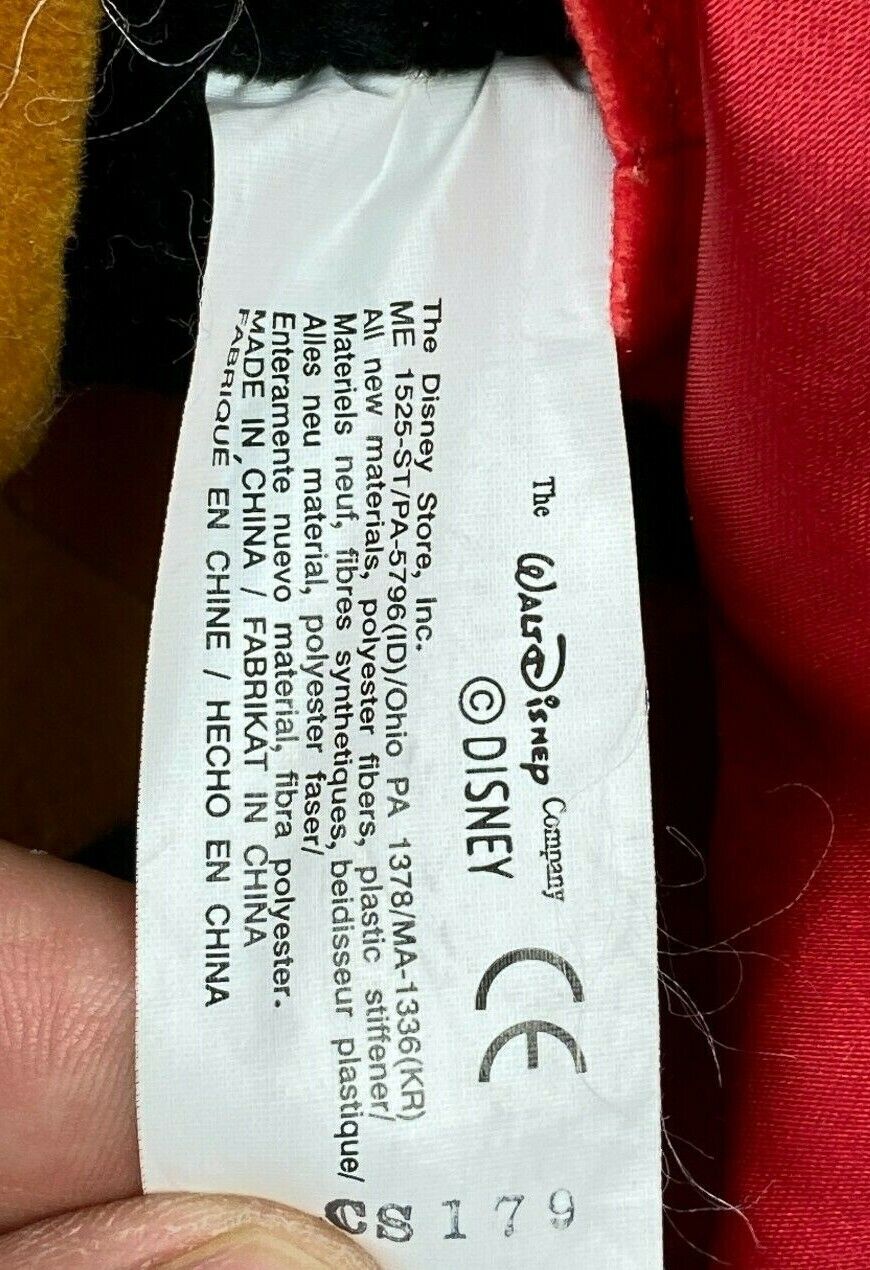 The WALT DISNEY Company
©DISNEY
CE
The Disney Store, Inc.
ME 1525-ST/PA-5796(ID)/Ohio PA 1378/MA-1336(KR)
All new materials, polyester fibers, plastic stiffener/
Materiels neuf, fibres synthetiques, beidisseur plastique/
Alles neu material, polyester faser/
Enteramente nuevo material, fibra polyester.
MADE IN CHINA / FABRIKAT IN CHINA
FABRIQUÉ EN CHINE / HECHO EN CHINA
179